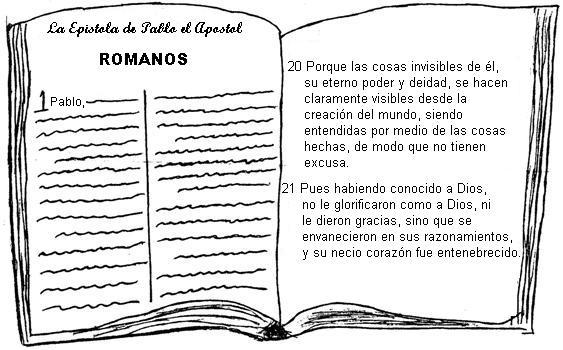 La Epistola de Pablo el Apostol
ROMANOS
1 Pablo,
20 Porque las cosas invisibles de él,
su eterno poder y deidad, se hacen
claramente visibles desde la
creación del mundo, siendo
entendidas por medio de las cosas
hechas, de modo que no tienen
excusa.
21 Pues habiendo conocido a Dios,
no le glorificaron como a Dios, ni
le dieron gracias, sino que se
envanecieron en sus razonamientos,
y su necio corazón fue entenebrecido.